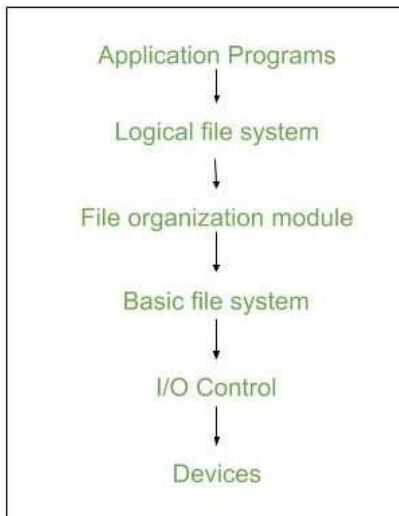 Application Programs
Logical file system
File organization module
Basic file system
I/O Control
Devices